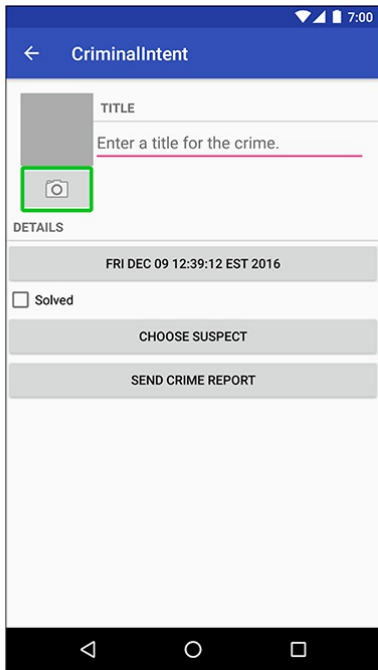 7:00
CriminalIntent
TITLE
Enter a title for the crime.
DETAILS
FRI DEC 09 12:39:12 EST 2016
Solved
CHOOSE SUSPECT
SEND CRIME REPORT